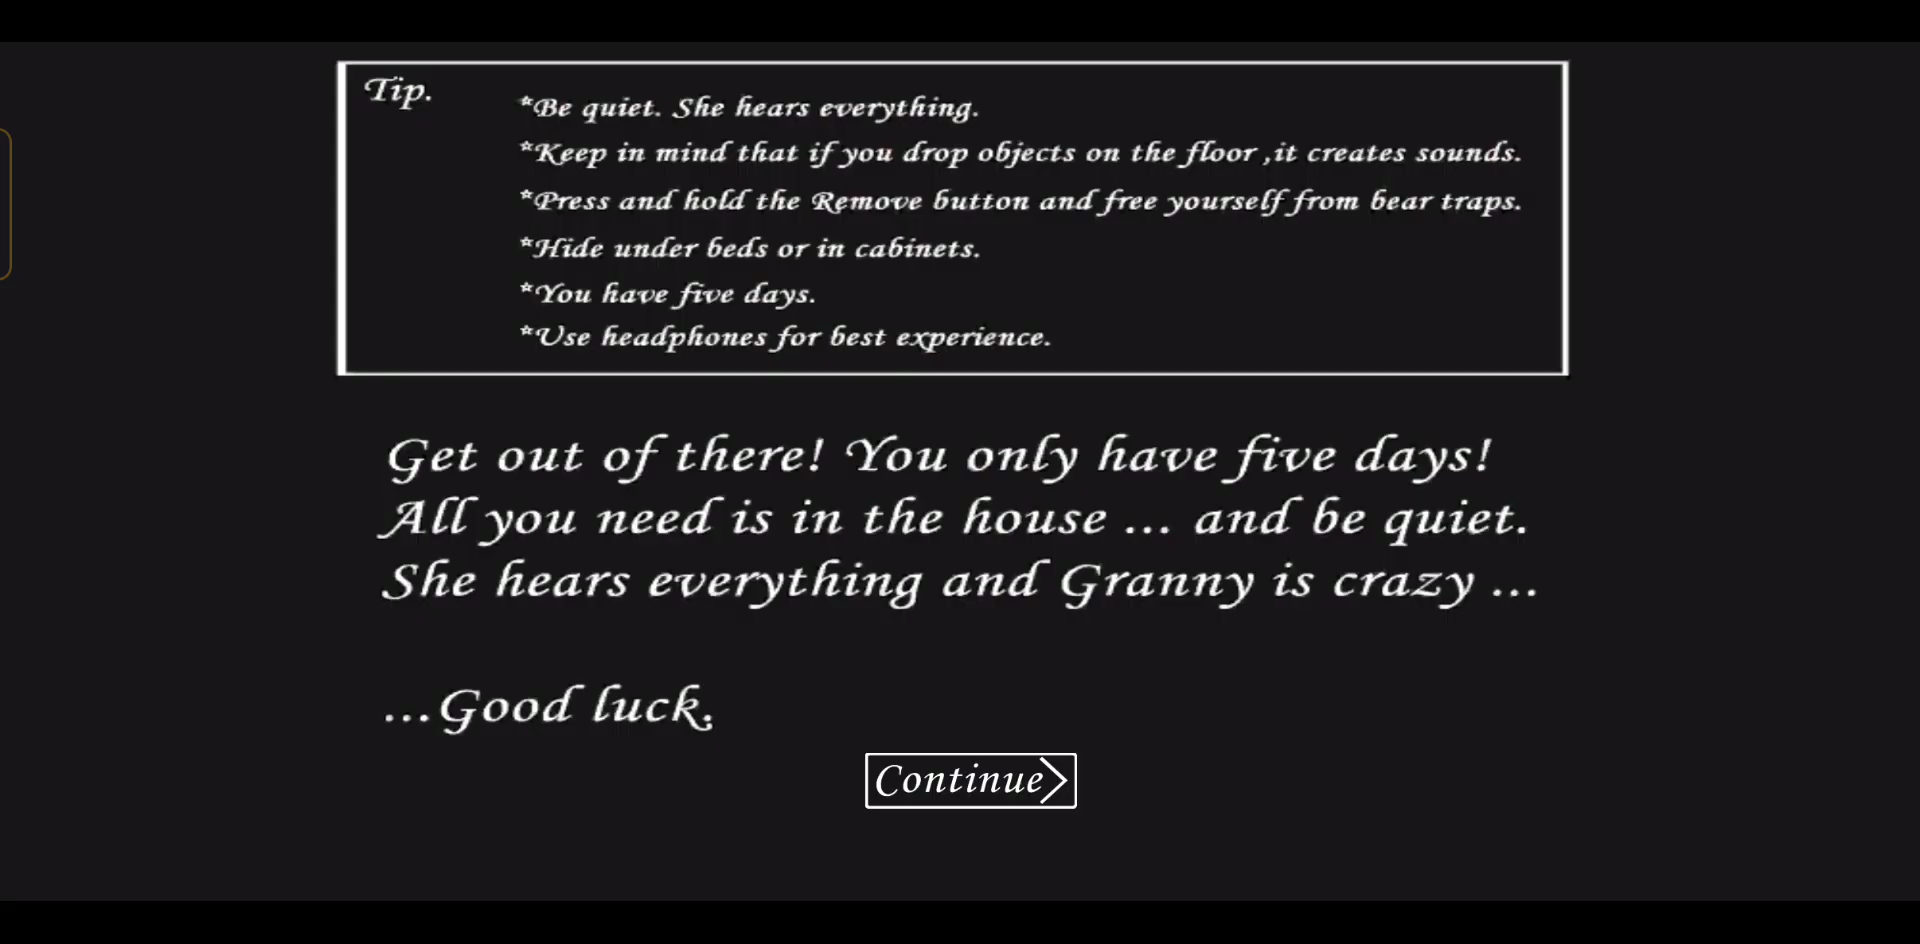 Tip.
*Be quiet. She hears everything.
*Keep in mind that if you drop objects on the floor ,it creates sounds.
*Press and hold the Remove button and free yourself from bear traps.
*Hide under beds or in cabinets.
*You have five days.
*Use headphones for best experience.
Get out of there! You only have five days!
All you need is in the house ... and be quiet.
She hears everything and Granny is crazy ...
...Good luck.
Continue